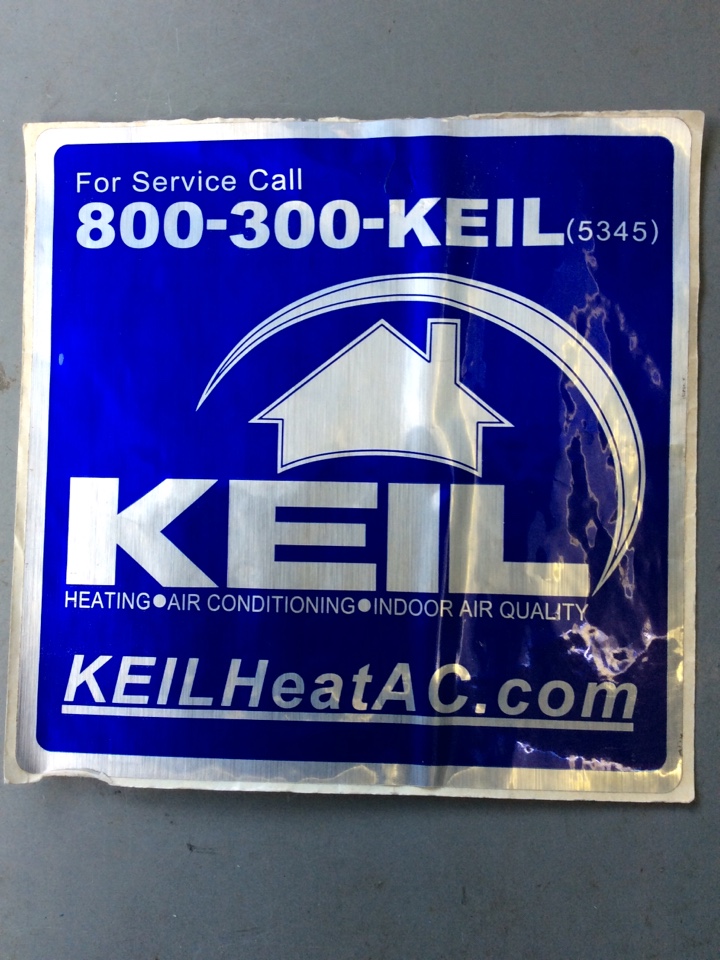 For Service Call
800-300-KEIL(5345)
KEIL
HEATING●AIR CONDITIONING●INDOOR AIR QUALITY
KEILHeatAC.com